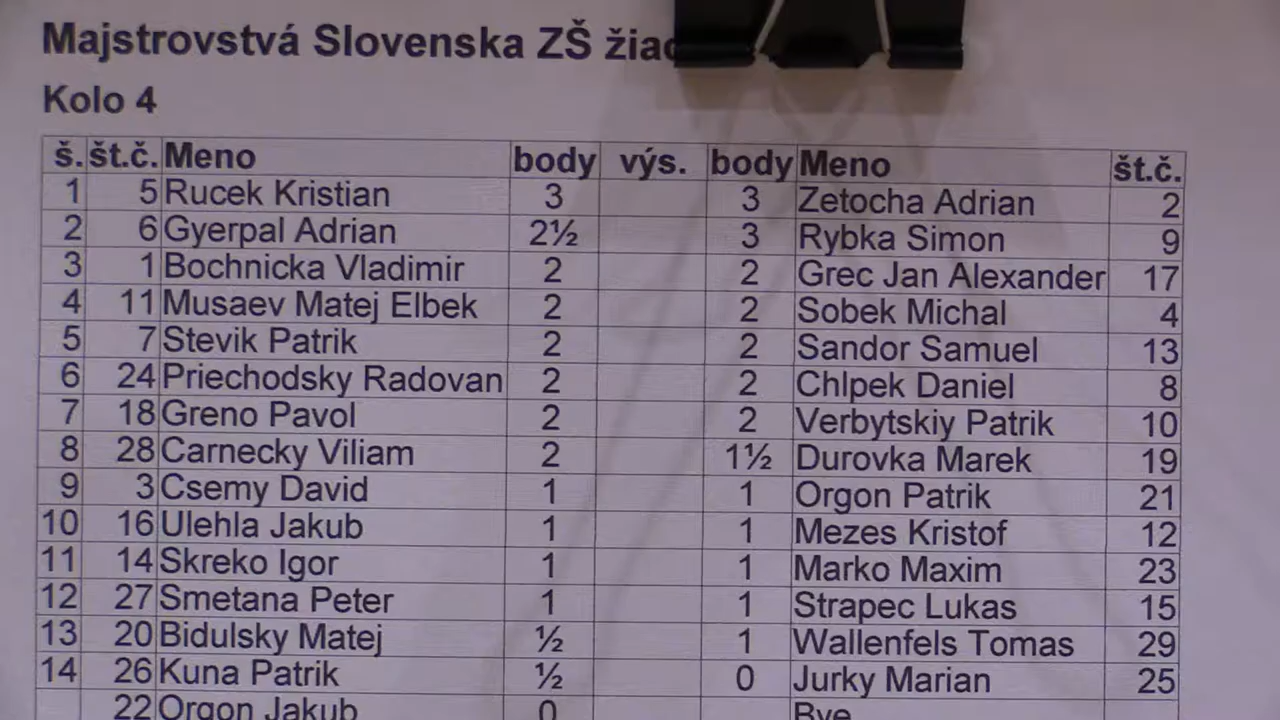 Majstrovstvá Slovenska ZŠ
Kolo 4
š. št.č. Meno body výs. body Meno št.č.
1 5 Rucek Kristian 3 3 Zetocha Adrian 2
2 6 Gyerpal Adrian 2½ 3 Rybka Simon 9
3 1 Bochnicka Vladimir 2 2 Grec Jan Alexander 17
4 11 Musaev Matej Elbek 2 2 Sobek Michal 4
5 7 Stevik Patrik 2 2 Sandor Samuel 13
6 24 Priechodsky Radovan 2 2 Chlpek Daniel 8
7 18 Greno Pavol 2 2 Verbytskiy Patrik 10
8 28 Carnecky Viliam 2 1½ Durovka Marek 19
9 3 Csemy David 1 1 Orgon Patrik 21
10 16 Ulehla Jakub 1 1 Mezes Kristof 12
11 14 Skreko Igor 1 1 Marko Maxim 23
12 27 Smetana Peter 1 1 Strapec Lukas 15
13 20 Bidulsky Matej ½ 1 Wallenfels Tomas 29
14 26 Kuna Patrik ½ 0 Jurky Marian 25
22 Orgon Jakub 0 Bye